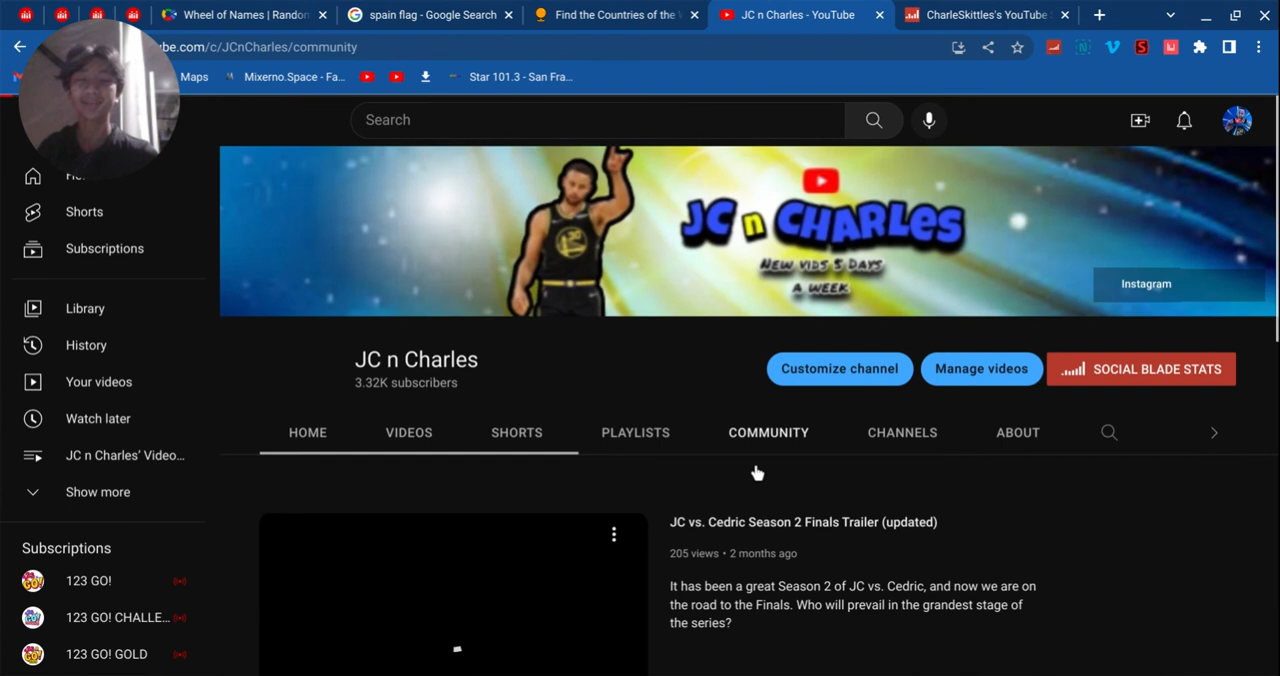 Wheel of Names | Randon
spain flag - Google Search
Find the Countries of the
JC n Charles - YouTube
CharleSkittles's YouTube
be.com/c/JCnCharles/community
Maps
Mixerno.Space - Fa...
Star 101.3 - San Fra...
Search
Shorts
Subscriptions
Library
History
Your videos
Watch later
JC n Charles' Video...
Show more
Subscriptions
123 GO!
123 GO! CHALLE...
123 GO! GOLD
JC n CHARLES
NEW VIDS 5 DAYS
A WEEK
Instagram
JC n Charles
3.32K subscribers
Customize channel
Manage videos
SOCIAL BLADE STATS
HOME
VIDEOS
SHORTS
PLAYLISTS
COMMUNITY
CHANNELS
ABOUT
JC vs. Cedric Season 2 Finals Trailer (updated)
205 views • 2 months ago
It has been a great Season 2 of JC vs. Cedric, and now we are on
the road to the Finals. Who will prevail in the grandest stage of
the series?